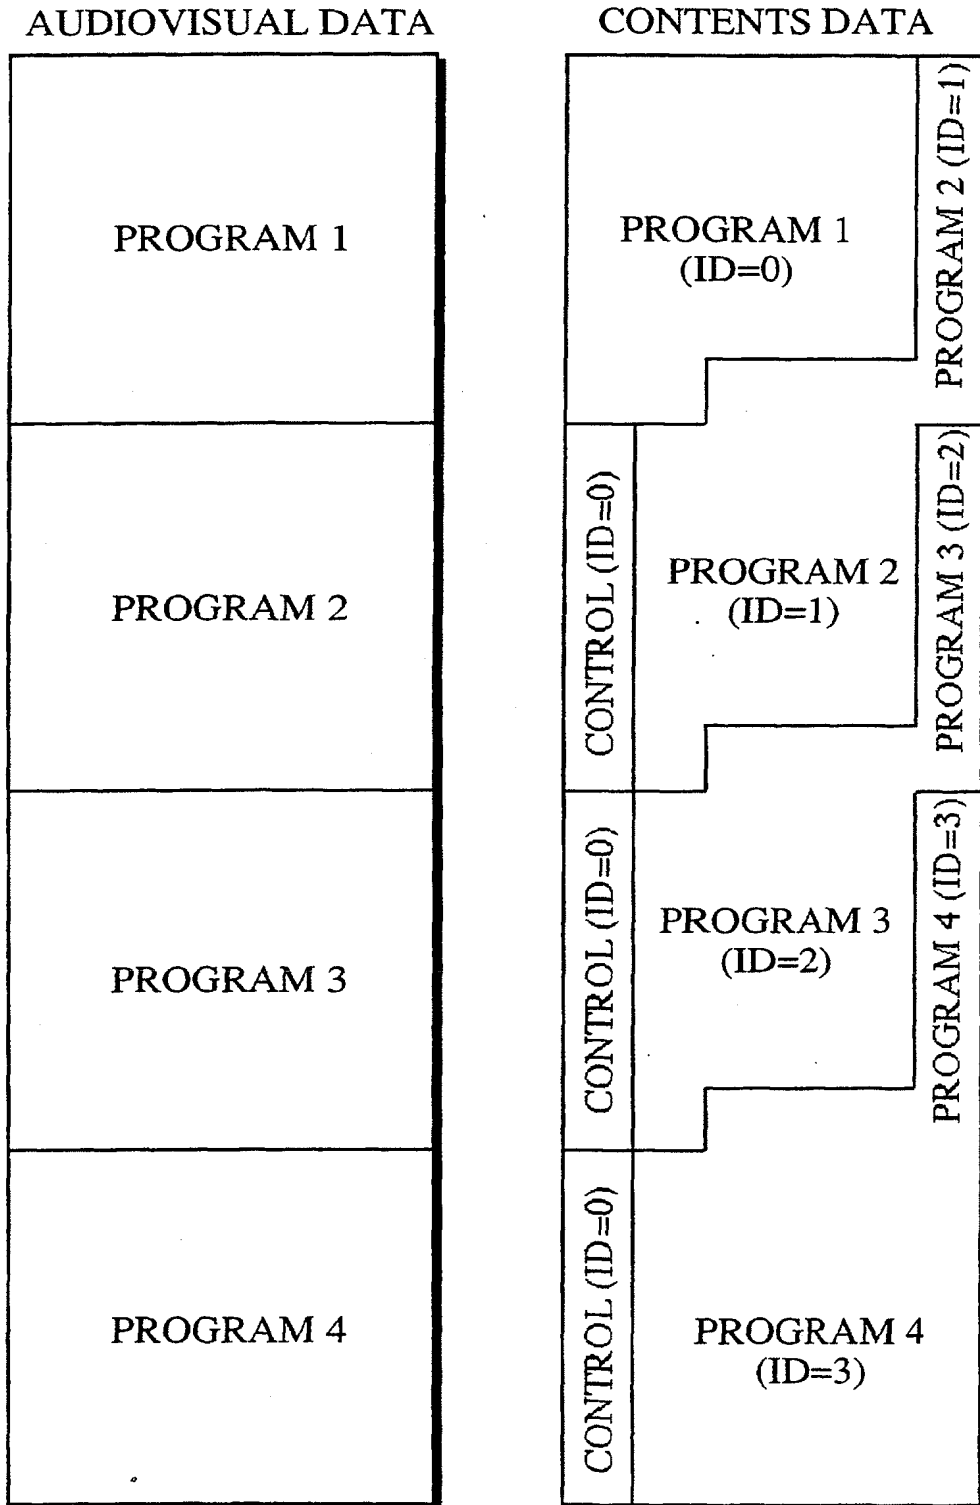 AUDIOVISUAL DATA
CONTENTS DATA
PROGRAM 1
PROGRAM 1
(ID=0)
PROGRAM 2 (ID=1)
PROGRAM 2
CONTROL (ID=0)
PROGRAM 2
(ID=1)
PROGRAM 3 (ID=2)
PROGRAM 3
CONTROL (ID=0)
PROGRAM 3
(ID=2)
PROGRAM 4 (ID=3)
PROGRAM 4
CONTROL (ID=0)
PROGRAM 4
(ID=3)